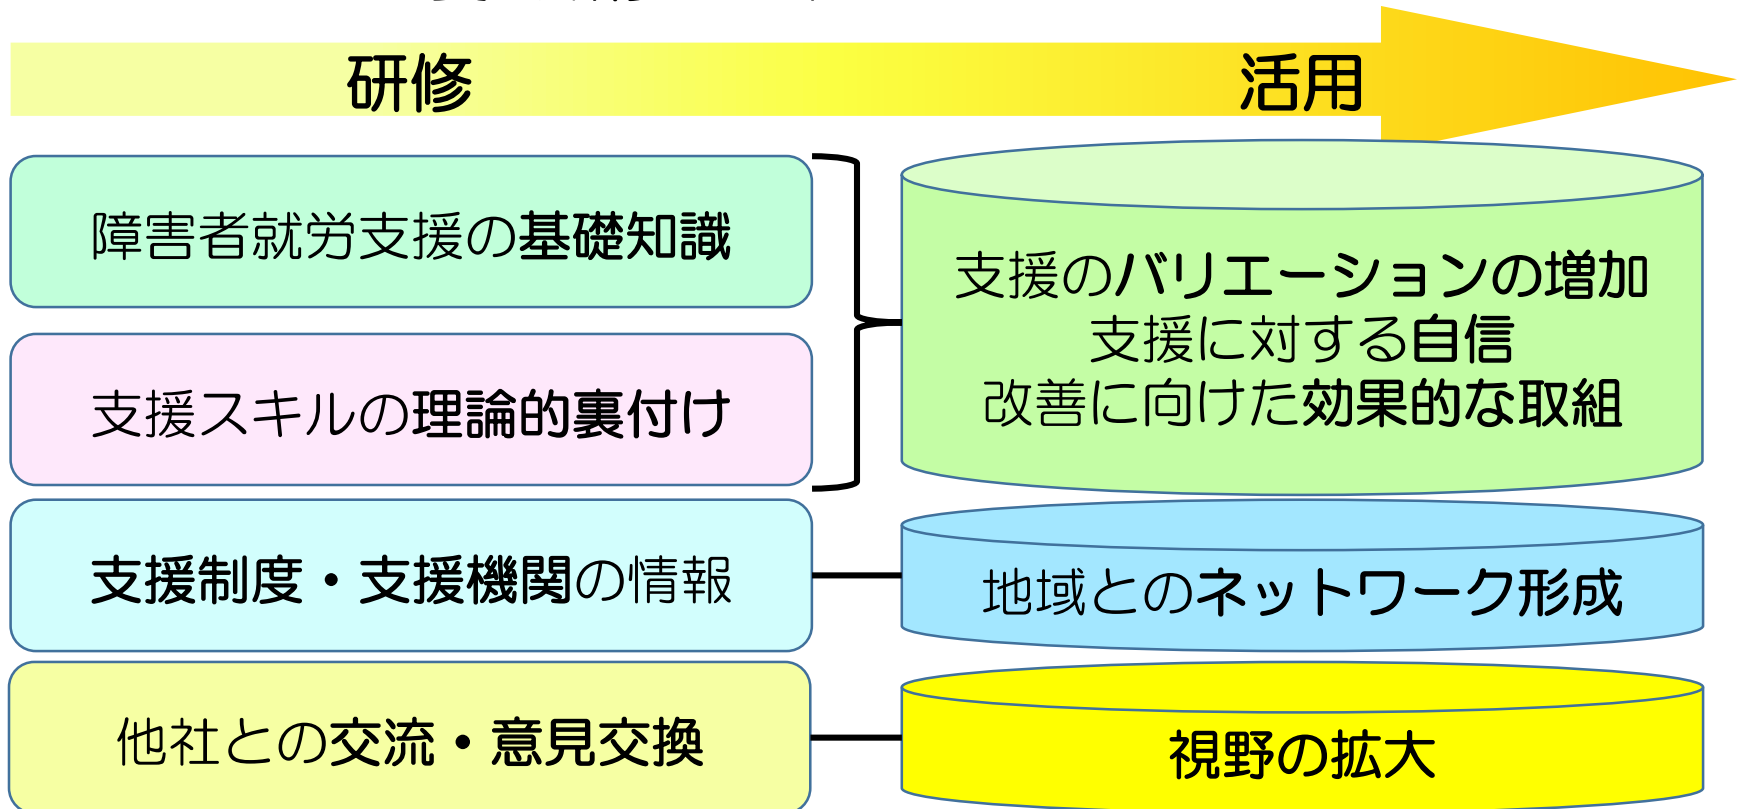 研修
活用
障害者就労支援の基礎知識
支援スキルの理論的裏付け
支援のバリエーションの増加
支援に対する自信
改善に向けた効果的な取組
支援制度・支援機関の情報
地域とのネットワーク形成
他社との交流・意見交換
視野の拡大